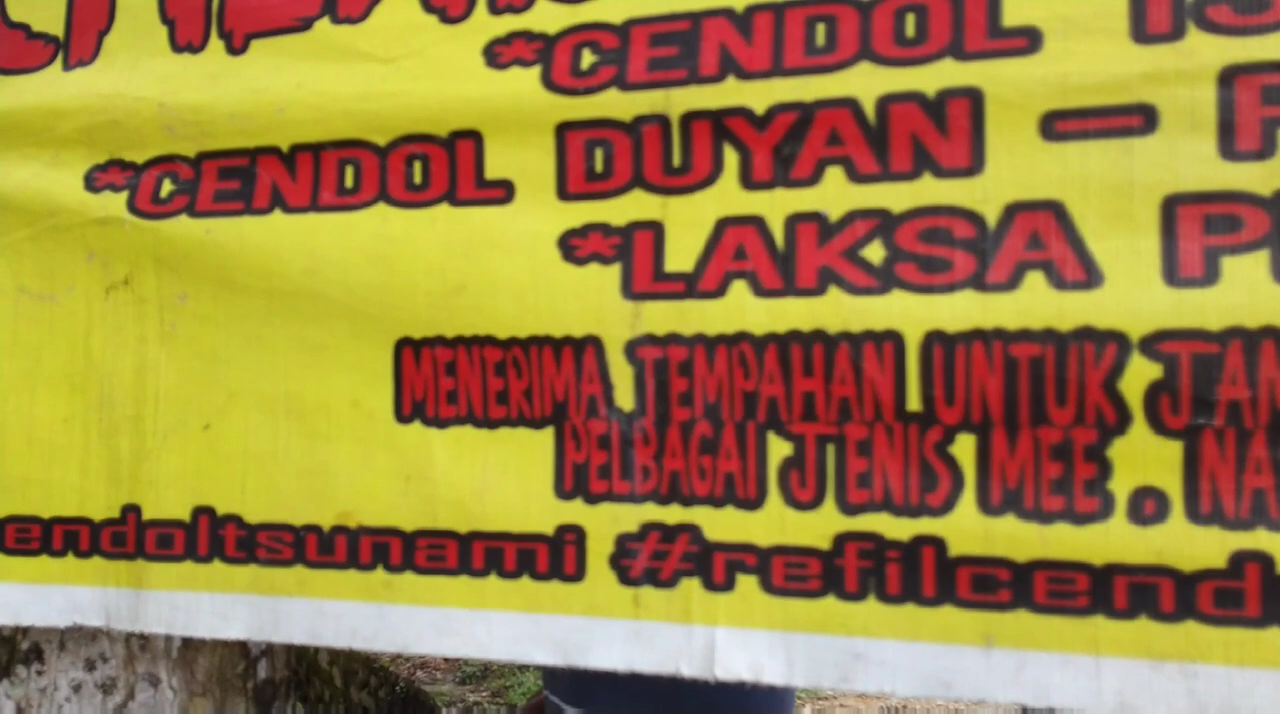 *CENDOL
*CENDOL DUYAN –
*LAKSA
MENERIMA TEMPAHAN UNTUK
PELBAGAI JENIS MEE .
endoltsunami #refilcend